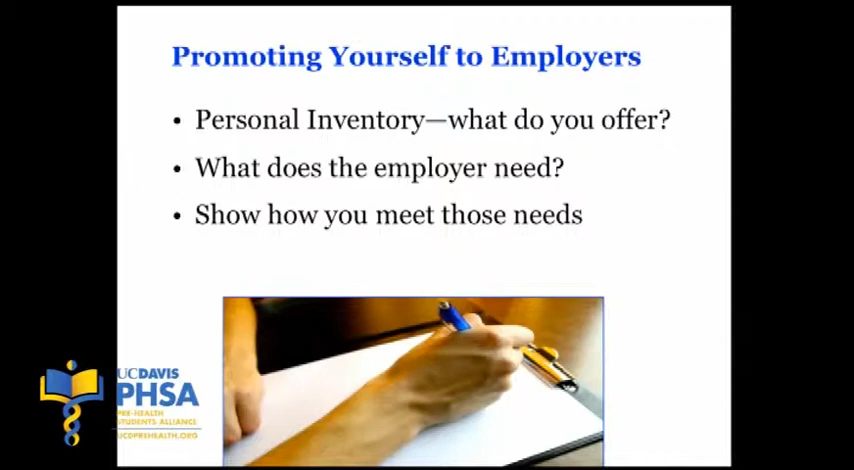 Promoting Yourself to Employers
• Personal Inventory—what do you offer?
• What does the employer need?
• Show how you meet those needs
UCDAVIS
PHSA
PRE-HEALTH
STUDENTS ALLIANCE
UCDPREHEALTH.ORG